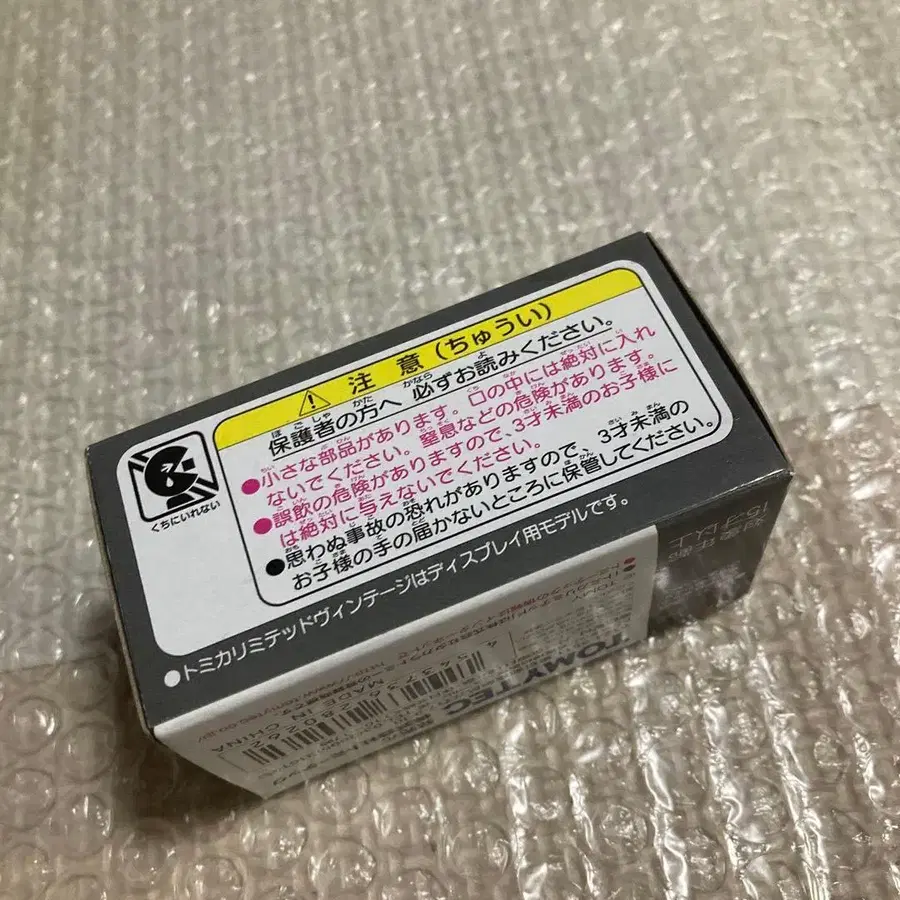 注 意 (ちゅうい)
保護者の方へ 必ずお読みください。
●小さな部品があります。口の中には絶対に入れ
ないでください。窒息などの危険があります。
●誤飲の危険がありますので、3才未満のお子様に
は絶対に与えないでください。
●思わぬ事故の恐れがありますので、3才未満の
お子様の手の届かないところに保管してください。
くちにいれない
●トミカリミテッドヴィンテージはディスプレイ用モデルです。
対象年齢
15才以上
TOMYTEC
MADE IN CHINA